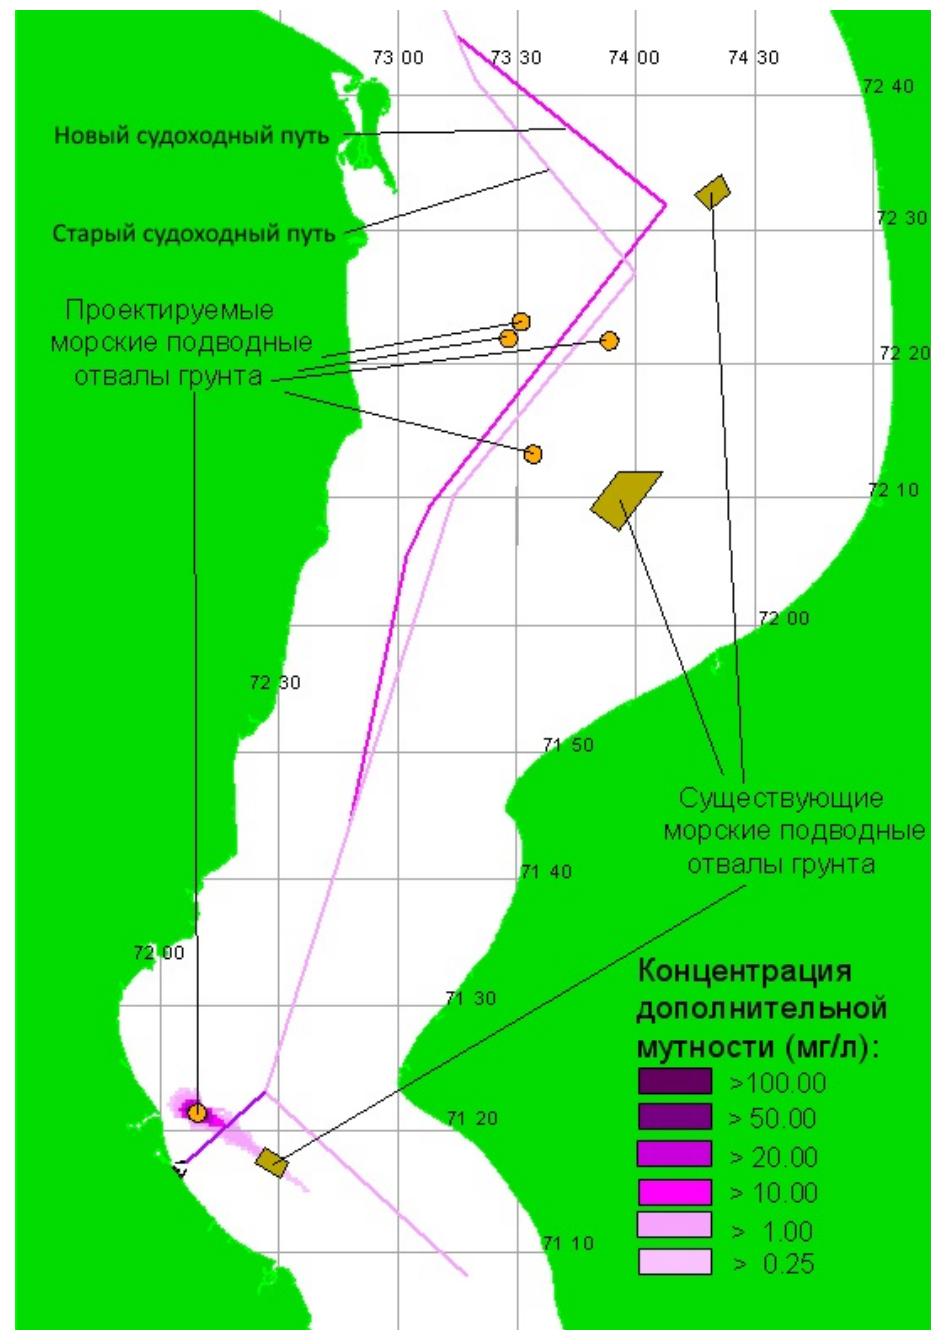 73 00
73 30
74 00
74 30
72 40
Новый судоходный путь
72 30
Старый судоходный путь
Проектируемые
морские подводные
отвалы грунта
72 20
72 10
72 00
72 30
71 50
Существующие
морские подводные
отвалы грунта
71 40
72 00
Концентрация
дополнительной
мутности (мг/л):
71 30
>100.00
> 50.00
> 20.00
> 10.00
> 1.00
> 0.25
71 20
71 10